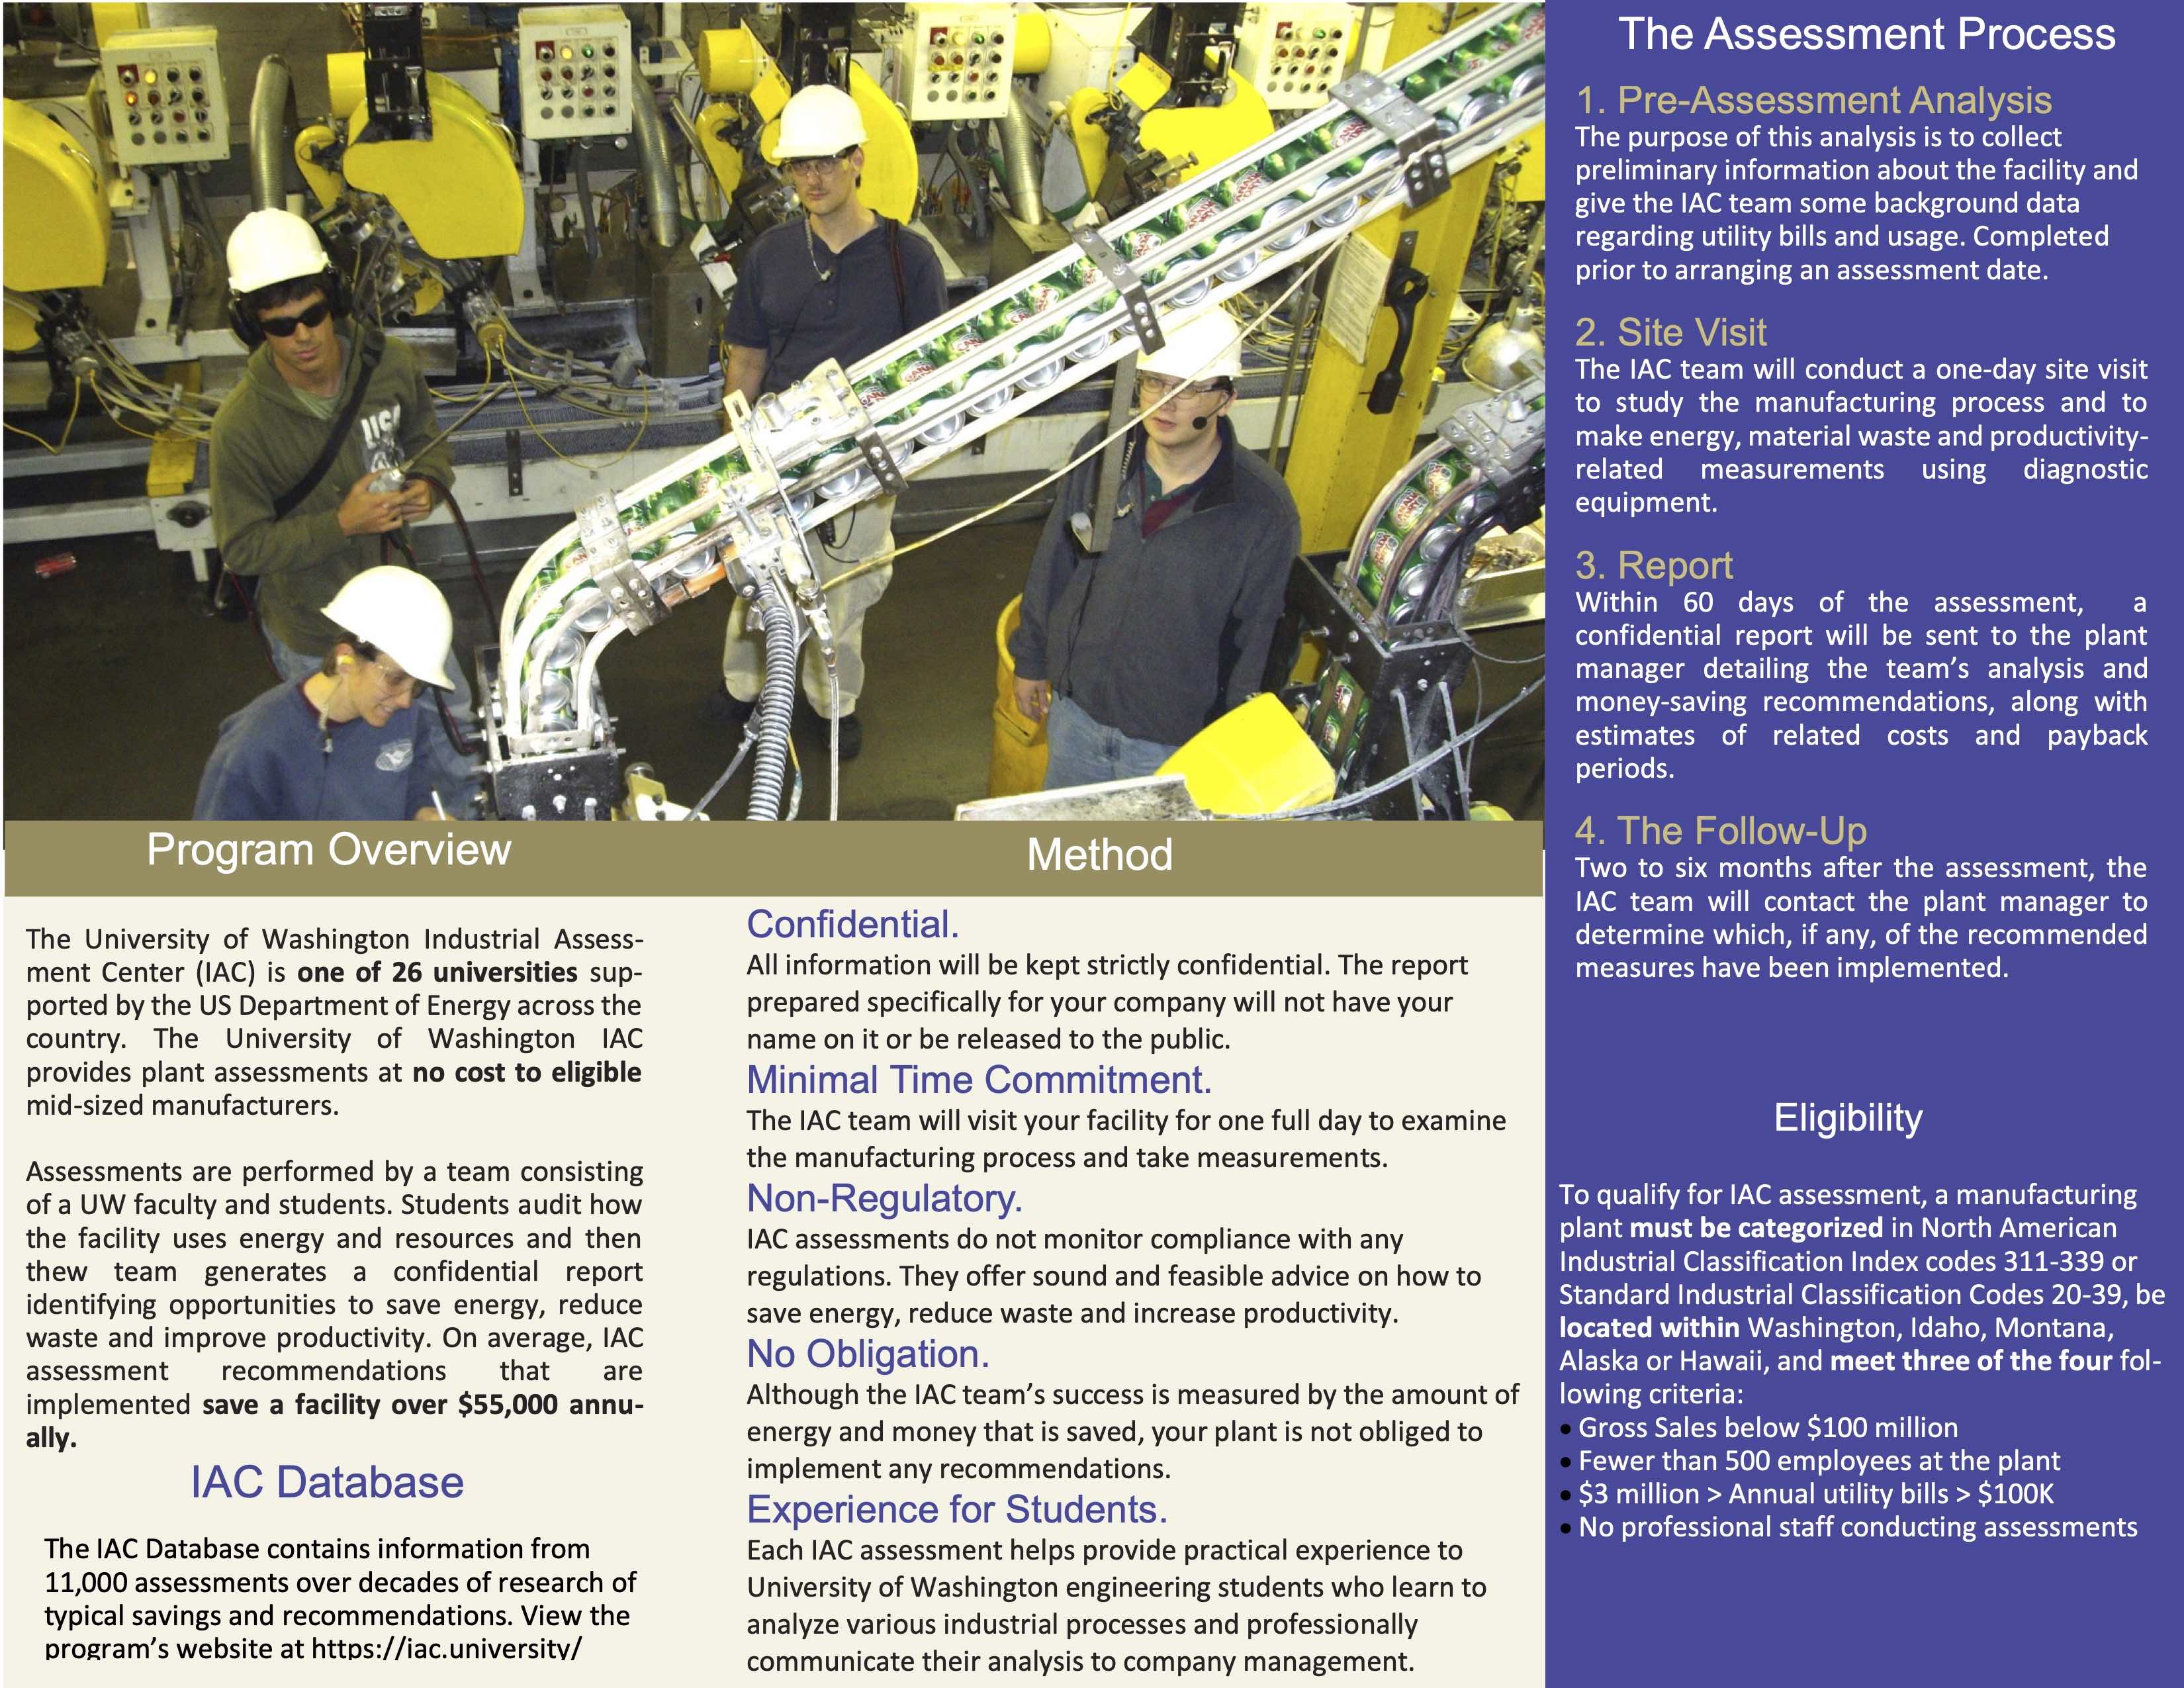 Program Overview
The University of Washington Industrial Assess-
ment Center (IAC) is one of 26 universities sup-
ported by the US Department of Energy across the
country. The University of Washington IAC
provides plant assessments at no cost to eligible
mid-sized manufacturers.
Assessments are performed by a team consisting
of a UW faculty and students. Students audit how
the facility uses energy and resources and then
thew team generates a confidential report
identifying opportunities to save energy, reduce
waste and improve productivity. On average, IAC
assessment recommendations that are
implemented save a facility over $55,000 annu-
ally.
IAC Database
The IAC Database contains information from
11,000 assessments over decades of research of
typical savings and recommendations. View the
program's website at https://iac.university/
Method
Confidential.
All information will be kept strictly confidential. The report
prepared specifically for your company will not have your
name on it or be released to the public.
Minimal Time Commitment.
The IAC team will visit your facility for one full day to examine
the manufacturing process and take measurements.
Non-Regulatory.
IAC assessments do not monitor compliance with any
regulations. They offer sound and feasible advice on how to
save energy, reduce waste and increase productivity.
No Obligation.
Although the IAC team's success is measured by the amount of
energy and money that is saved, your plant is not obliged to
implement any recommendations.
Experience for Students.
Each IAC assessment helps provide practical experience to
University of Washington engineering students who learn to
analyze various industrial processes and professionally
communicate their analysis to company management.
The Assessment Process
1. Pre-Assessment Analysis
The purpose of this analysis is to collect
preliminary information about the facility and
give the IAC team some background data
regarding utility bills and usage. Completed
prior to arranging an assessment date.
2. Site Visit
The IAC team will conduct a one-day site visit
to study the manufacturing process and to
make energy, material waste and productivity-
related measurements using diagnostic
equipment.
3. Report
Within 60 days of the assessment, a
confidential report will be sent to the plant
manager detailing the team's analysis and
money-saving recommendations, along with
estimates of related costs and payback
periods.
4. The Follow-Up
Two to six months after the assessment, the
IAC team will contact the plant manager to
determine which, if any, of the recommended
measures have been implemented.
Eligibility
To qualify for IAC assessment, a manufacturing
plant must be categorized in North American
Industrial Classification Index codes 311-339 or
Standard Industrial Classification Codes 20-39, be
located within Washington, Idaho, Montana,
Alaska or Hawaii, and meet three of the four fol-
lowing criteria:
• Gross Sales below $100 million
• Fewer than 500 employees at the plant
• $3 million > Annual utility bills > $100K
• No professional staff conducting assessments